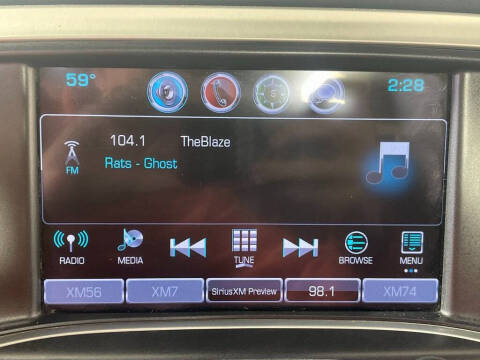 59° 2:28
104.1 TheBlaze
FM Rats - Ghost
RADIO MEDIA TUNE BROWSE MENU
XM56 XM7 SiriusXM Preview 98.1 XM74